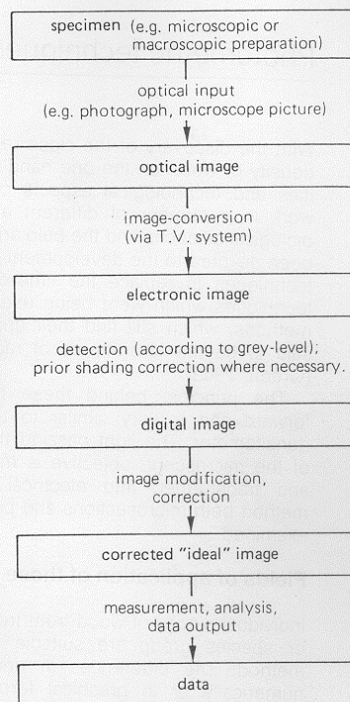 specimen (e.g. microscopic or
macroscopic preparation)
optical input
(e.g. photograph, microscope picture)
optical image
image-conversion
(via T.V. system)
electronic image
detection (according to grey-level);
prior shading correction where necessary.
digital image
image modification,
correction
corrected "ideal" image
measurement, analysis,
data output
data